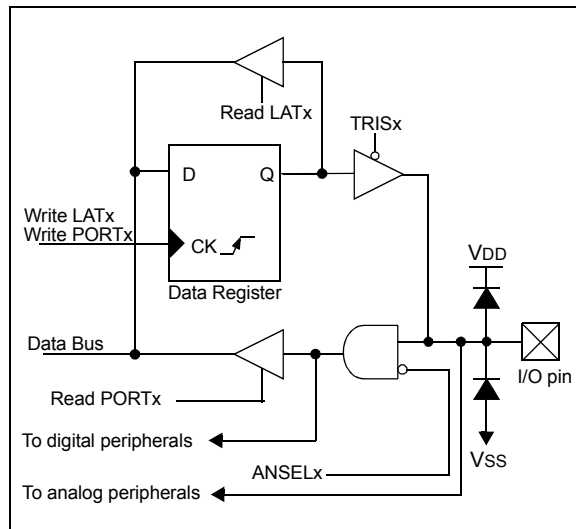 Read LATx
TRISx
D
Q
Write LATx
Write PORTx
CK
VDD
Data Register
Data Bus
I/O pin
Read PORTx
To digital peripherals
VSS
ANSELx
To analog peripherals